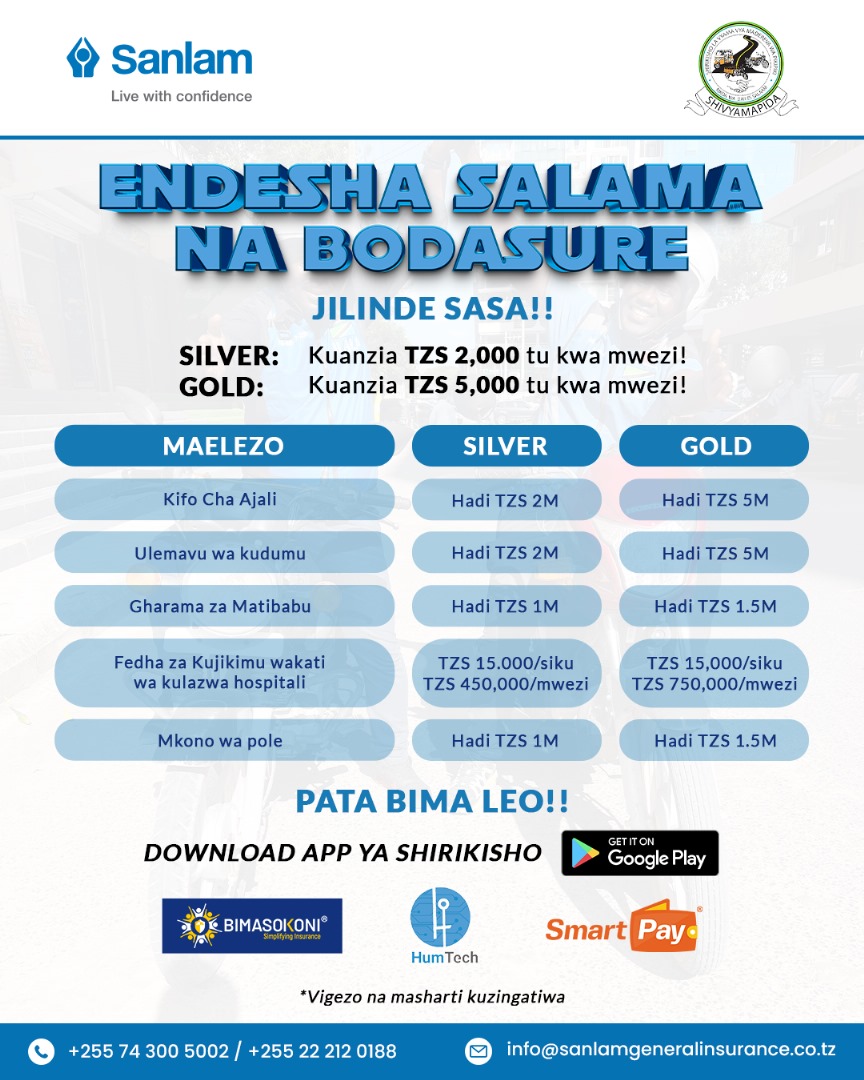 Sanlam
Live with confidence
SHIVYAMAPIDA
ENDESHA SALAMA
NA BODASURE
JILINDE SASA!!
SILVER: Kuanzia TZS 2,000 tu kwa mwezi!
GOLD: Kuanzia TZS 5,000 tu kwa mwezi!
MAELEZO SILVER GOLD
Kifo Cha Ajali Hadi TZS 2M Hadi TZS 5M
Ulemavu wa kudumu Hadi TZS 2M Hadi TZS 5M
Gharama za Matibabu Hadi TZS 1M Hadi TZS 1.5M
Fedha za Kujikimu wakati TZS 15.000/siku TZS 15,000/siku
wa kulazwa hospitali TZS 450,000/mwezi TZS 750,000/mwezi
Mkono wa pole Hadi TZS 1M Hadi TZS 1.5M
PATA BIMA LEO!!
DOWNLOAD APP YA SHIRIKISHO
GET IT ON
Google Play
BIMASOKONI®
Simplifying Insurance
HumTech
Smart Pay®
*Vigezo na masharti kuzingatiwa
+255 74 300 5002 / +255 22 212 0188 info@sanlamgeneralinsurance.co.tz